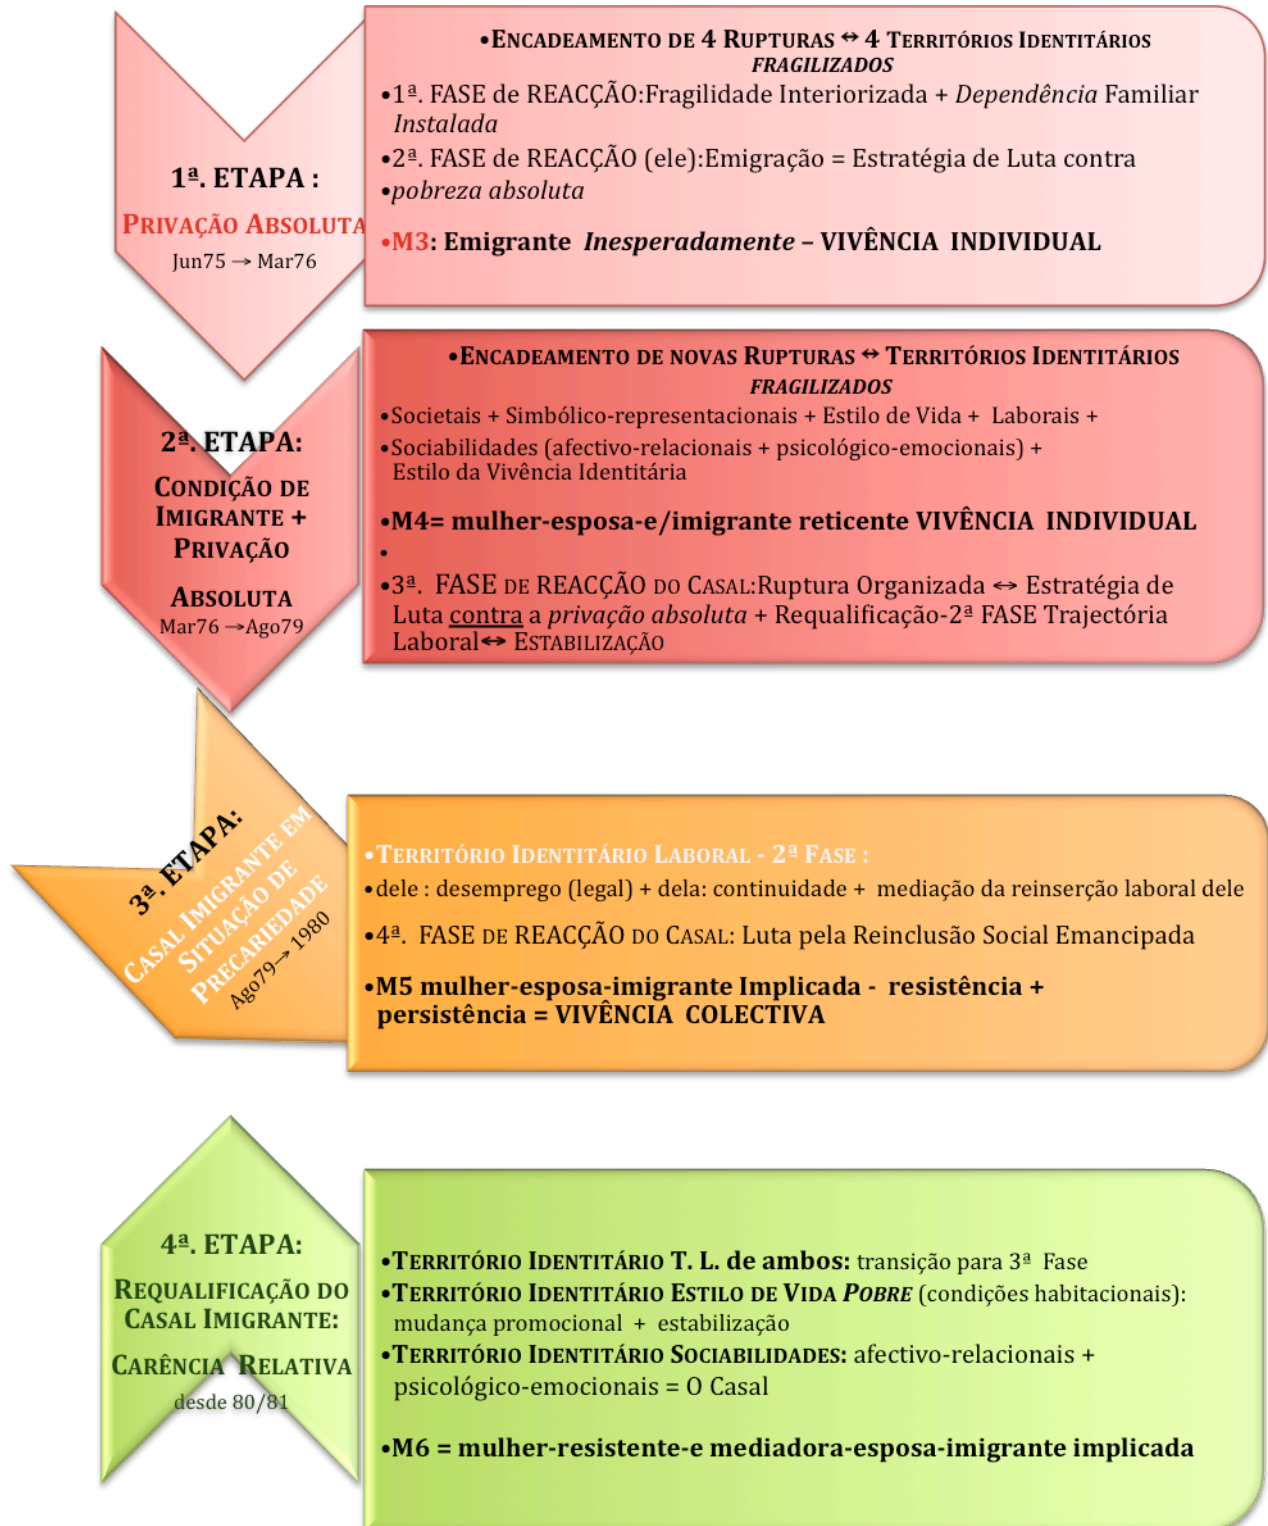 1ª. ETAPA :
PRIVAÇÃO ABSOLUTA
Jun75 → Mar76
•ENCADEAMENTO DE 4 RUPTURAS ↔ 4 TERRITÓRIOS IDENTITÁRIOS
FRAGILIZADOS
•1ª. FASE de REACÇÃO:Fragilidade Interiorizada + Dependência Familiar
Instalada
•2ª. FASE de REACÇÃO (ele):Emigração = Estratégia de Luta contra
•pobreza absoluta
•M3: Emigrante Inesperadamente – VIVÊNCIA INDIVIDUAL
2ª. ETAPA:
CONDIÇÃO DE
IMIGRANTE +
PRIVAÇÃO
ABSOLUTA
Mar76 →Ago79
•ENCADEAMENTO DE NOVAS RUPTURAS ↔ TERRITÓRIOS IDENTITÁRIOS
FRAGILIZADOS
•Societais + Simbólico-representacionais + Estilo de Vida + Laborais +
•Sociabilidades (afectivo-relacionais + psicológico-emocionais) +
Estilo da Vivência Identitária
•M4= mulher-esposa-e/imigrante reticente VIVÊNCIA INDIVIDUAL
•
•3ª. FASE DE REACÇÃO DO CASAL:Ruptura Organizada ↔ Estratégia de
Luta contra a privação absoluta + Requalificação-2ª FASE Trajectória
Laboral↔ ESTABILIZAÇÃO
3ª. ETAPA:
CASAL IMIGRANTE EM
SITUAÇÃO DE
PRECARIEDADE
Ago79→ 1980
•TERRITÓRIO IDENTITÁRIO LABORAL - 2ª FASE :
•dele : desemprego (legal) + dela: continuidade + mediação da reinserção laboral dele
•4ª. FASE DE REACÇÃO DO CASAL: Luta pela Reinclusão Social Emancipada
•M5 mulher-esposa-imigrante Implicada - resistência +
persistência = VIVÊNCIA COLECTIVA
4ª. ETAPA:
REQUALIFICAÇÃO DO
CASAL IMIGRANTE:
CARÊNCIA RELATIVA
desde 80/81
•TERRITÓRIO IDENTITÁRIO T. L. de ambos: transição para 3ª Fase
•TERRITÓRIO IDENTITÁRIO ESTILO DE VIDA POBRE (condições habitacionais):
mudança promocional + estabilização
•TERRITÓRIO IDENTITÁRIO SOCIABILIDADES: afectivo-relacionais +
psicológico-emocionais = O Casal
•M6 = mulher-resistente-e mediadora-esposa-imigrante implicada